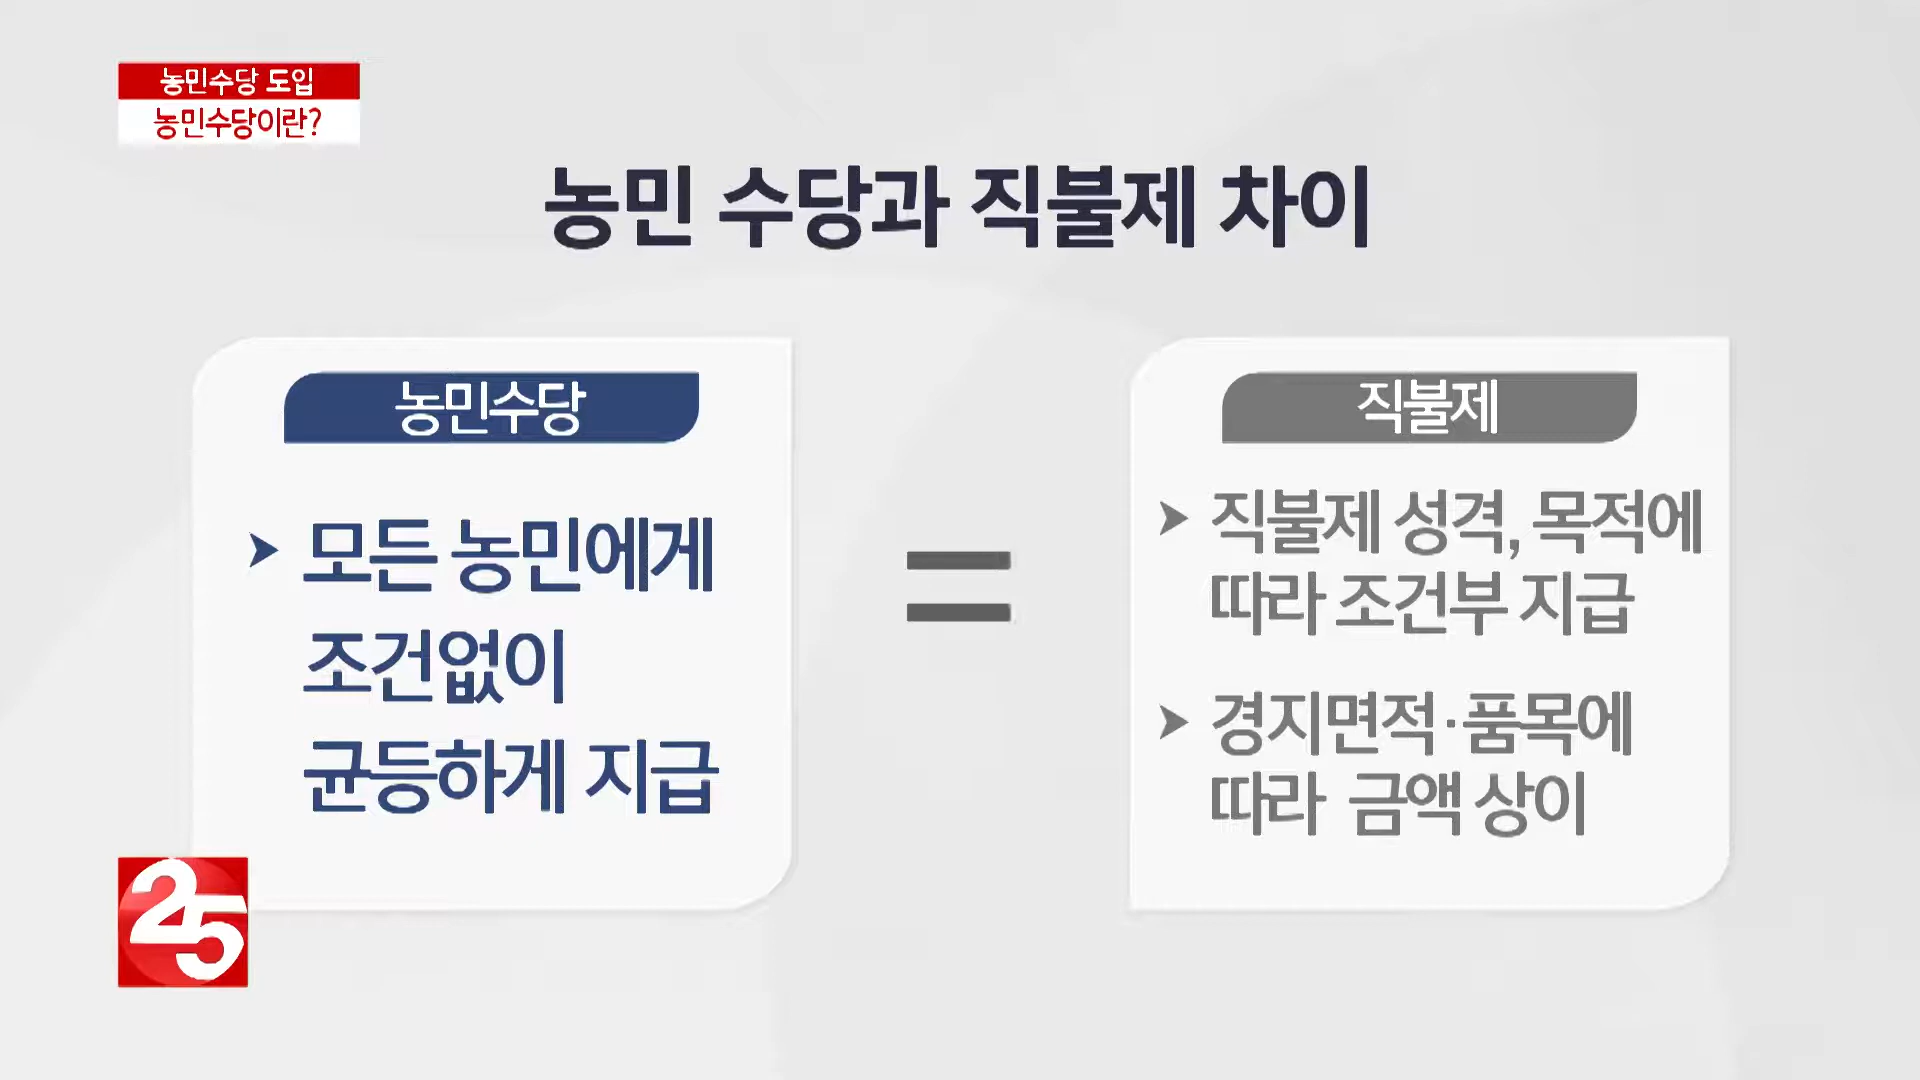 농민수당 도입
농민수당이란?
농민 수당과 직불제 차이
농민수당
➤ 모든 농민에게
조건없이
균등하게 지급
=
직불제
➤ 직불제 성격, 목적에
따라 조건부 지급
➤ 경지면적·품목에
따라 금액 상이
25